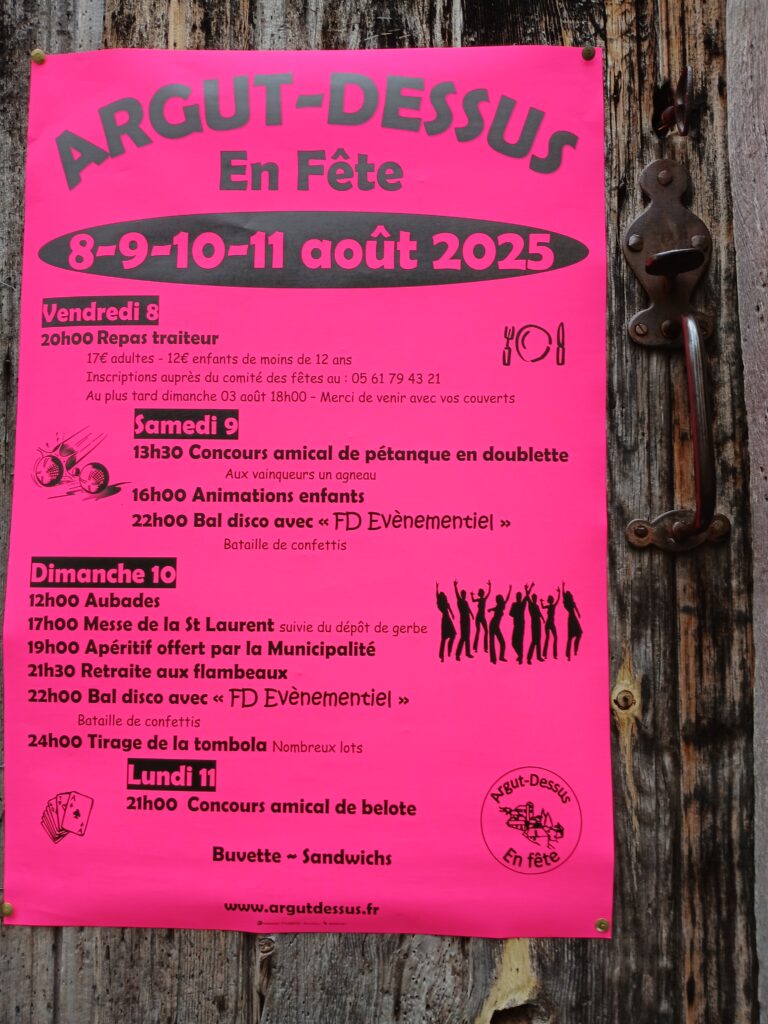 ARGUT-DESSUS
En Fête
8-9-10-11 août 2025
Vendredi 8
20h00 Repas traiteur
17€ adultes - 12€ enfants de moins de 12 ans
Inscriptions auprès du comité des fêtes au : 05 61 79 43 21
Au plus tard dimanche 03 août 18h00 – Merci de venir avec vos couverts
Samedi 9
13h30 Concours amical de pétanque en doublette
Aux vainqueurs un agneau
16h00 Animations enfants
22h00 Bal disco avec « FD Evènementiel »
Bataille de confettis
Dimanche 10
12h00 Aubades
17h00 Messe de la St Laurent suivie du dépôt de gerbe
19h00 Apéritif offert par la Municipalité
21h30 Retraite aux flambeaux
22h00 Bal disco avec « FD Evènementiel »
Bataille de confettis
24h00 Tirage de la tombola Nombreux lots
Lundi 11
21h00 Concours amical de belote
Argut-Dessus
En fête
Buvette ~ Sandwichs
www.argutdessus.fr